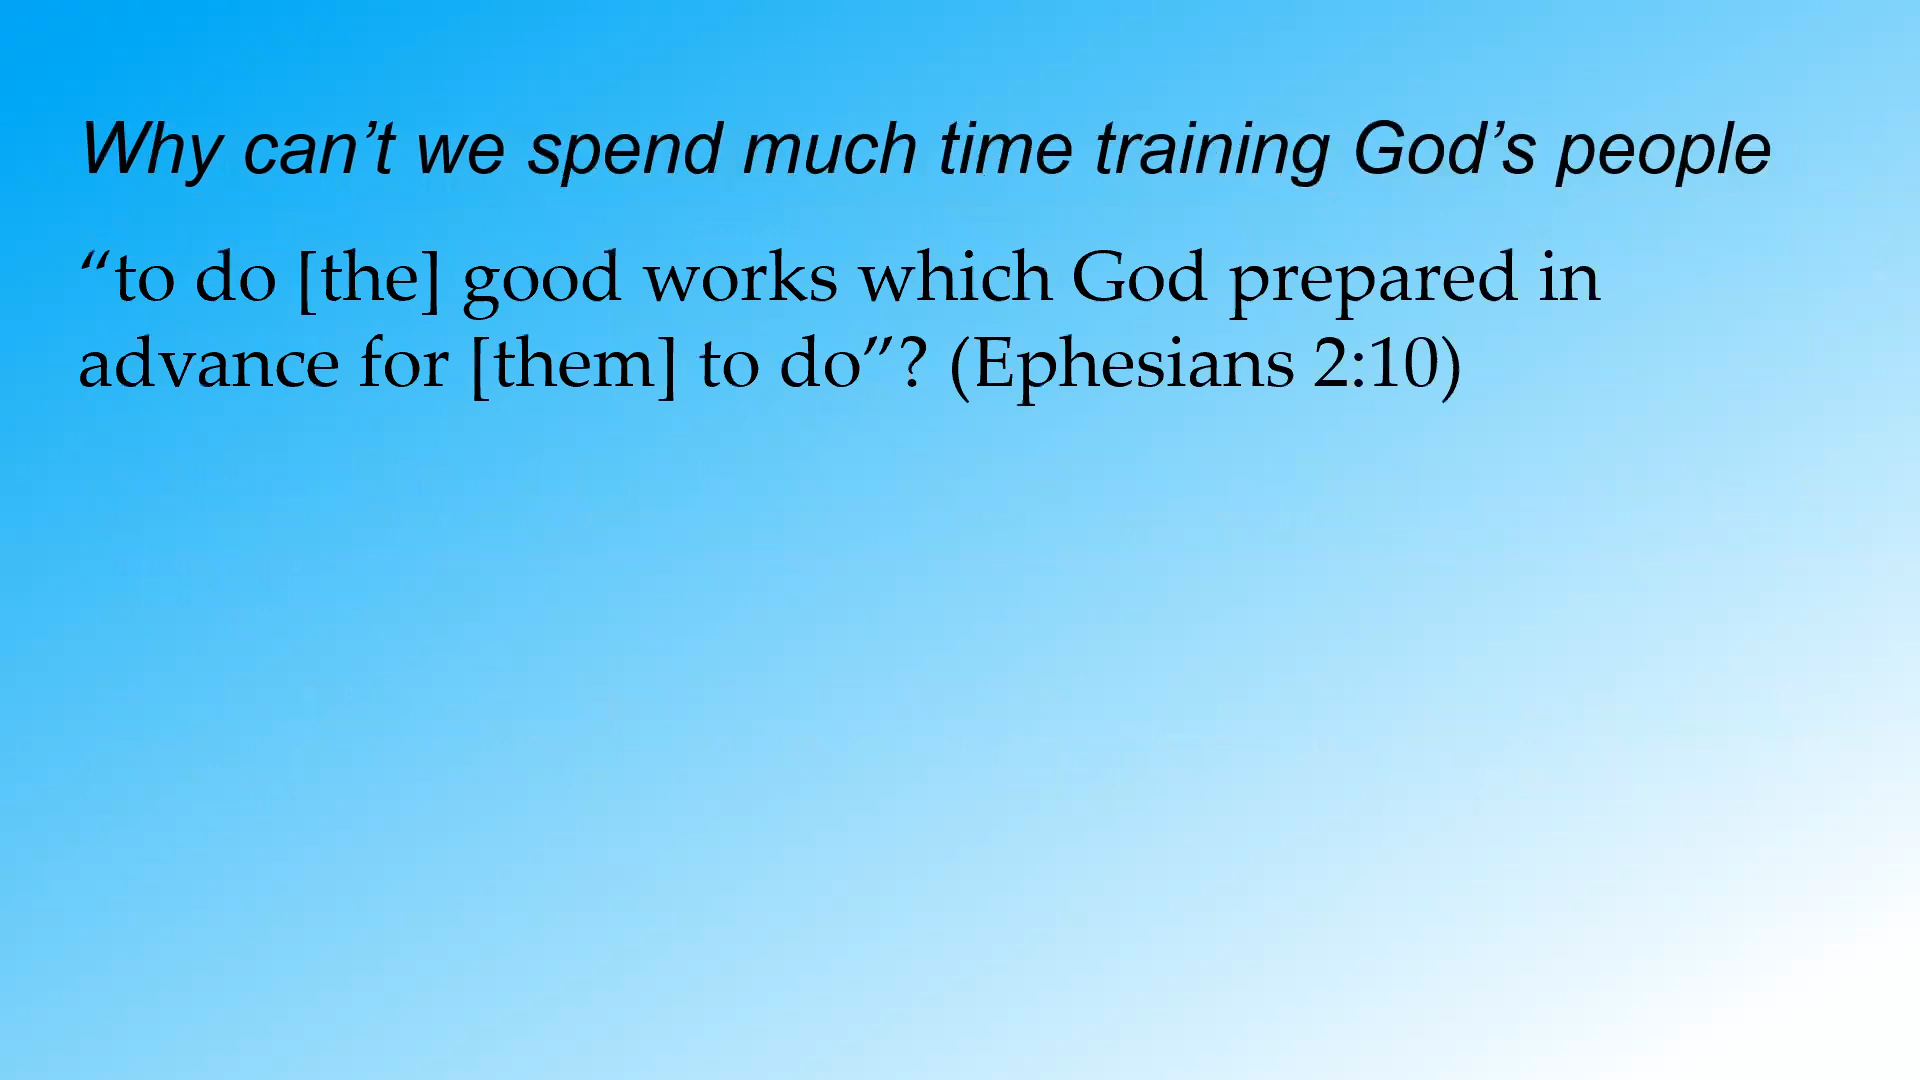 Why can’t we spend much time training God’s people
“to do [the] good works which God prepared in
advance for [them] to do”? (Ephesians 2:10)